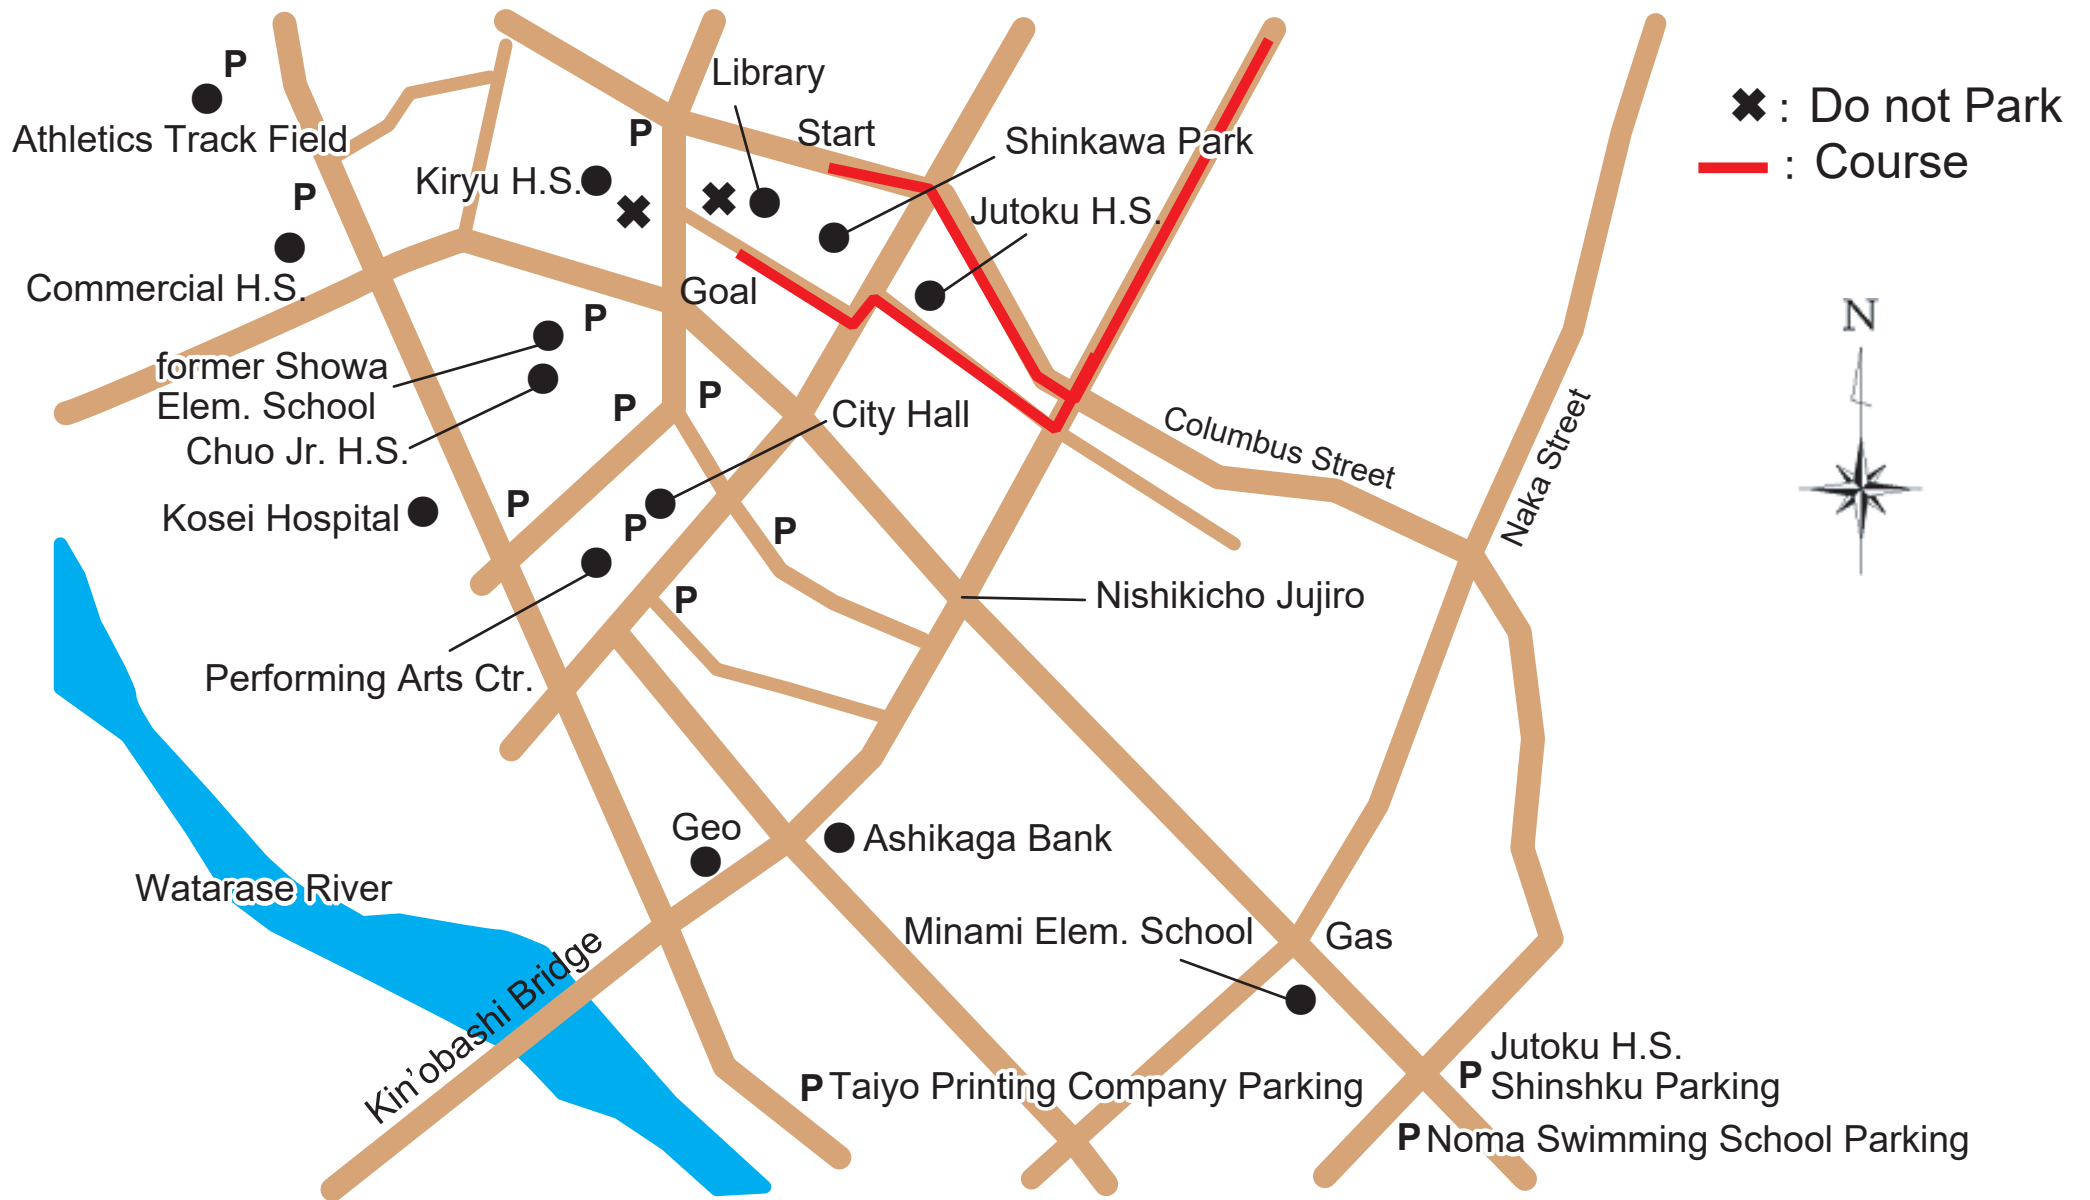 P
Library
✖ : Do not Park
Athletics Track Field
P
Start
Shinkawa Park
: Course
Kiryu H.S.
P
Jutoku H.S.
Commercial H.S.
Goal
N
P
former Showa
Elem. School
P
P
City Hall
Columbus Street
Naka Street
Chuo Jr. H.S.
Kosei Hospital
P
P
P
P
Nishikicho Jujiro
Performing Arts Ctr.
Geo
Ashikaga Bank
Watarase River
Minami Elem. School
Gas
Kin'obashi Bridge
P Taiyo Printing Company Parking
P
Jutoku H.S.
Shinshku Parking
P Noma Swimming School Parking